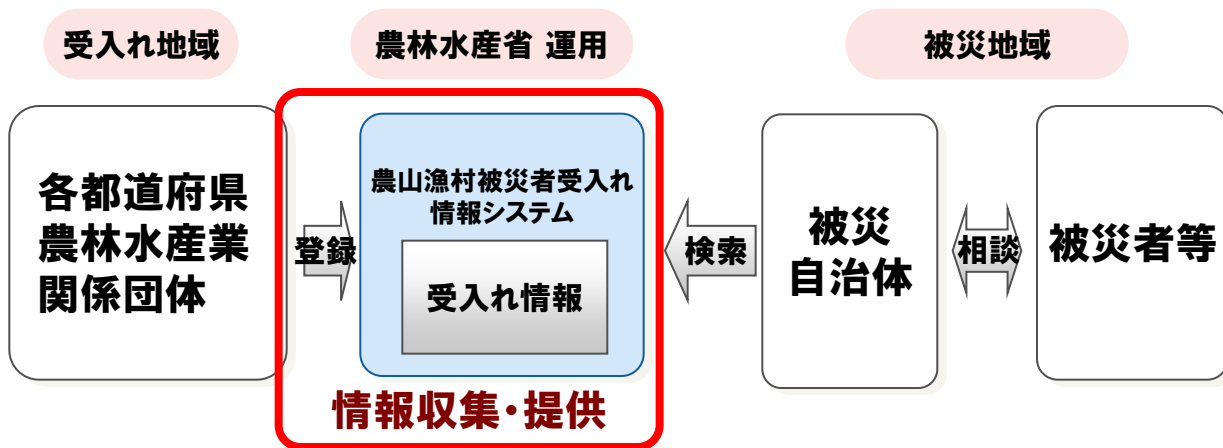 受入れ地域
農林水産省 運用
被災地域
各都道府県
農林水産業
関係団体
登録
農山漁村被災者受入れ
情報システム
受入れ情報
情報収集・提供
検索
被災
自治体
相談
被災者等